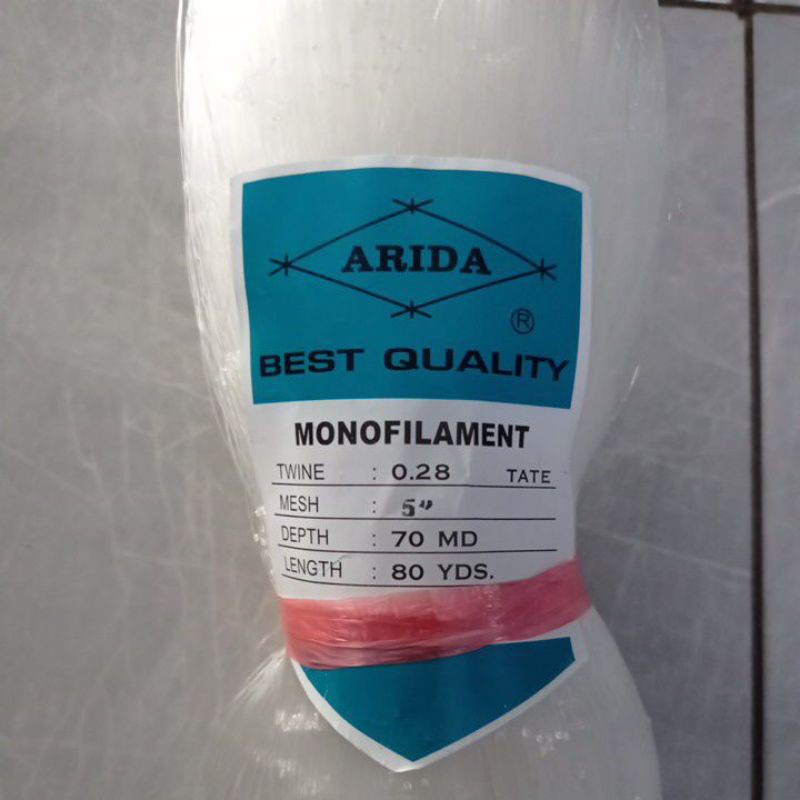 ARIDA
®
BEST QUALITY
MONOFILAMENT
TWINE : 0.28 TATE
MESH : 5"
DEPTH : 70 MD
LENGTH : 80 YDS.